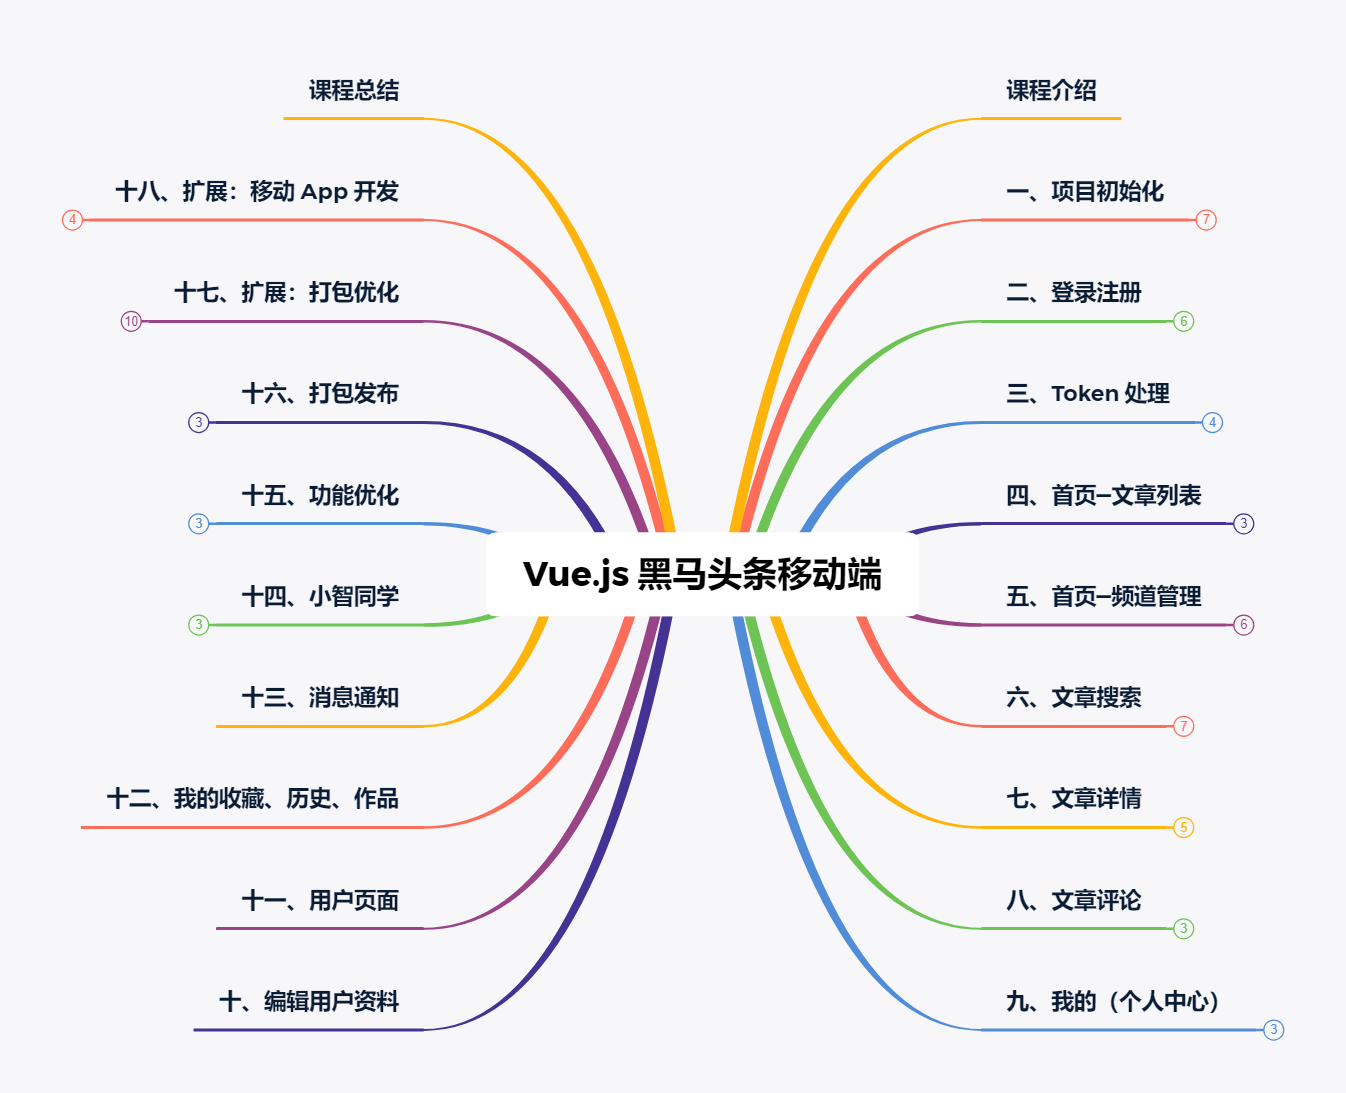 Vue.js 黑马头条移动端
课程介绍
一、项目初始化
7
二、登录注册
6
三、Token 处理
4
四、首页—文章列表
3
五、首页—频道管理
6
六、文章搜索
7
七、文章详情
5
八、文章评论
3
九、我的（个人中心）
3
十、编辑用户资料
十一、用户页面
十二、我的收藏、历史、作品
十三、消息通知
十四、小智同学
3
十五、功能优化
3
十六、打包发布
3
十七、扩展：打包优化
10
十八、扩展：移动 App 开发
4
课程总结